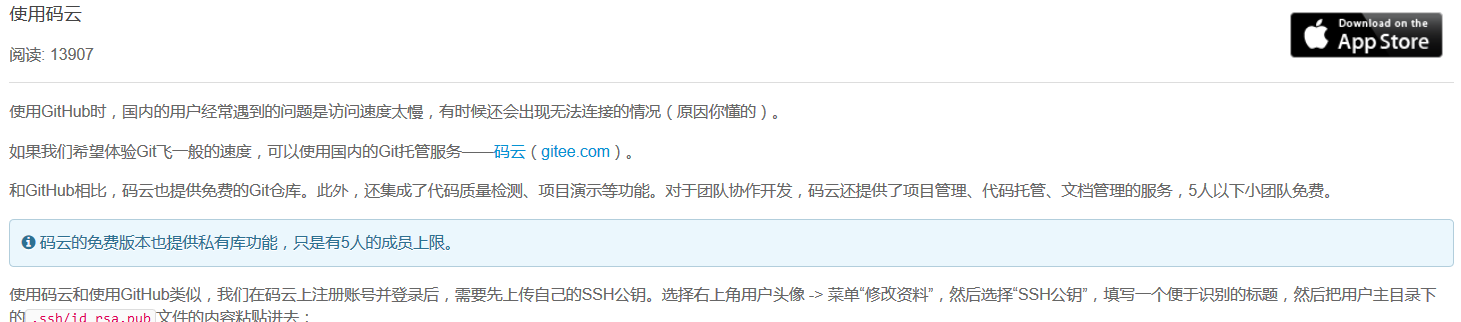 使用码云
Download on the
App Store
阅读: 13907
使用GitHub时，国内的用户经常遇到的问题是访问速度太慢，有时候还会出现无法连接的情况（原因你懂的）。
如果我们希望体验Git飞一般的速度，可以使用国内的Git托管服务——码云（gitee.com）。
和GitHub相比，码云也提供免费的Git仓库。此外，还集成了代码质量检测、项目演示等功能。对于团队协作开发，码云还提供了项目管理、代码托管、文档管理的服务，5人以下小团队免费。
码云的免费版本也提供私有库功能，只是有5人的成员上限。
使用码云和使用GitHub类似，我们在码云上注册账号并登录后，需要先上传自己的SSH公钥。选择右上角用户头像 -> 菜单“修改资料”，然后选择“SSH公钥”，填写一个便于识别的标题，然后把用户主目录下
的.ssh/id_rsa.pub文件的内容粘贴进去：